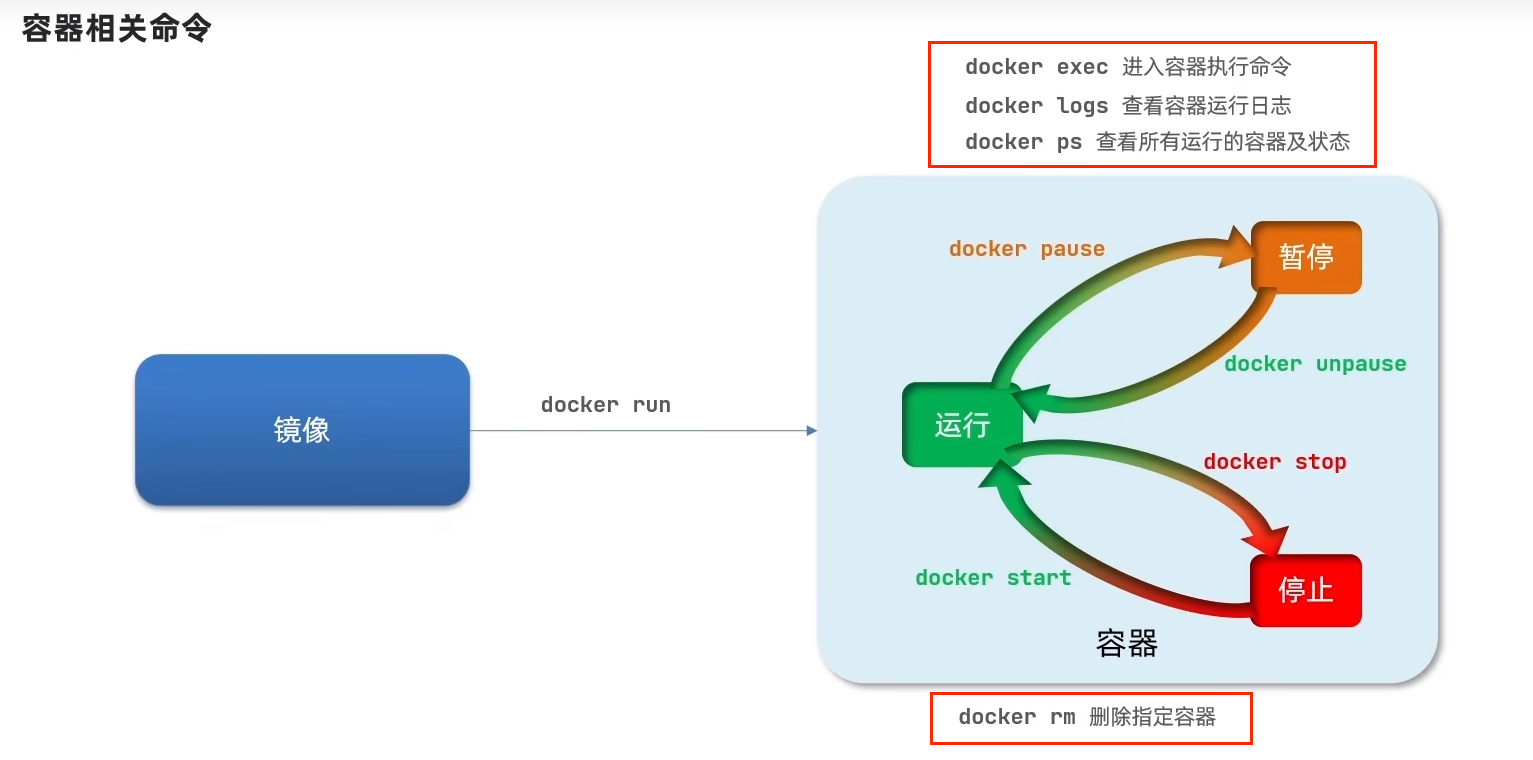 容器相关命令
docker exec 进入容器执行命令
docker logs 查看容器运行日志
docker ps 查看所有运行的容器及状态
docker pause
暂停
docker unpause
镜像
docker run
运行
docker stop
docker start
停止
容器
docker rm 删除指定容器